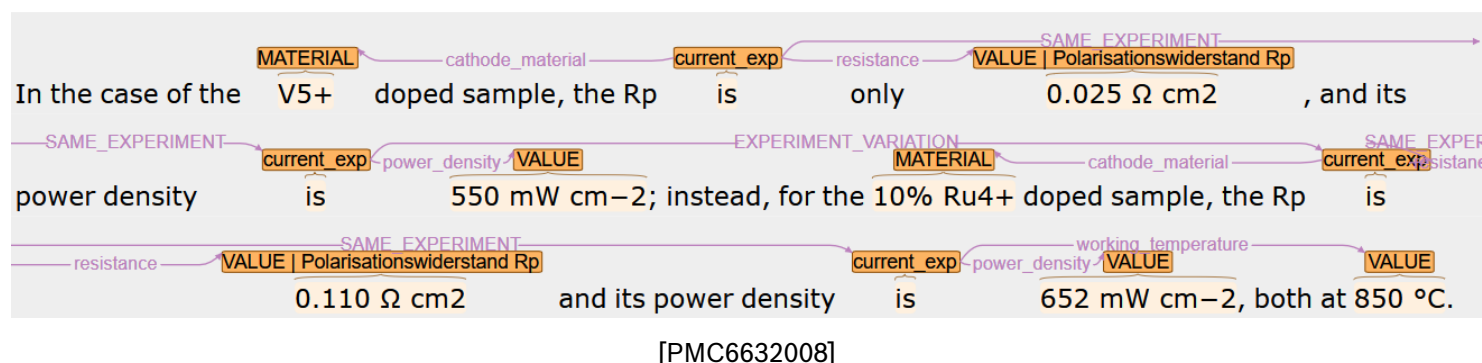 SAME_EXPERIMENT
MATERIAL cathode_material current_exp resistance VALUE | Polarisationswiderstand Rp
In the case of the V5+ doped sample, the Rp is only 0.025 Ω cm2 , and its
SAME_EXPERIMENT EXPERIMENT_VARIATION SAME_EXPER
current_exp power_density VALUE MATERIAL cathode_material current_exp esistance
power density is 550 mW cm−2; instead, for the 10% Ru4+ doped sample, the Rp is
SAME_EXPERIMENT working_temperature
resistance VALUE | Polarisationswiderstand Rp current_exp power_density VALUE VALUE
0.110 Ω cm2 and its power density is 652 mW cm−2, both at 850 °C.
[PMC6632008]